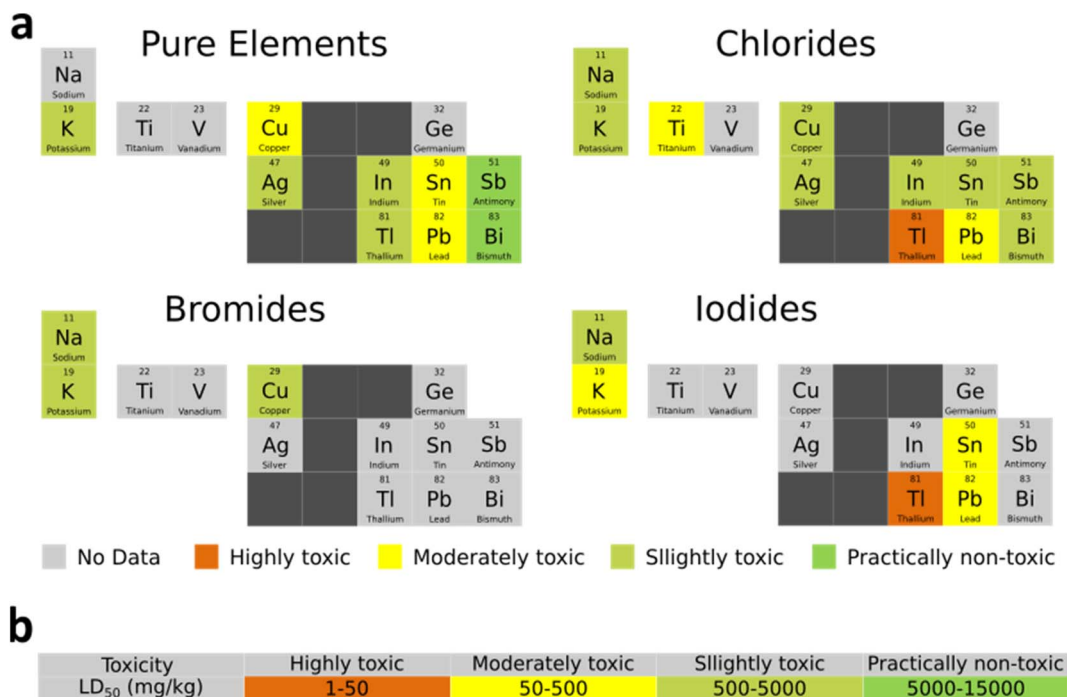 a
Pure Elements
11
Na
Sodium
19 22 23 29 32
K Ti V Cu Ge
Potassium Titanium Vanadium Copper Germanium
47 49 50 51
Ag In Sn Sb
Silver Indium Tin Antimony
81 82 83
Tl Pb Bi
Thallium Lead Bismuth
Chlorides
11
Na
Sodium
19 22 23 29 32
K Ti V Cu Ge
Potassium Titanium Vanadium Copper Germanium
47 49 50 51
Ag In Sn Sb
Silver Indium Tin Antimony
81 82 83
Tl Pb Bi
Thallium Lead Bismuth
Bromides
11
Na
Sodium
19 22 23 29 32
K Ti V Cu Ge
Potassium Titanium Vanadium Copper Germanium
47 49 50 51
Ag In Sn Sb
Silver Indium Tin Antimony
81 82 83
Tl Pb Bi
Thallium Lead Bismuth
Iodides
11
Na
Sodium
19 22 23 29 32
K Ti V Cu Ge
Potassium Titanium Vanadium Copper Germanium
47 49 50 51
Ag In Sn Sb
Silver Indium Tin Antimony
81 82 83
Tl Pb Bi
Thallium Lead Bismuth
No Data Highly toxic Moderately toxic Sllightly toxic Practically non-toxic
b
Toxicity Highly toxic Moderately toxic Sllightly toxic Practically non-toxic
LD₅₀ (mg/kg) 1-50 50-500 500-5000 5000-15000